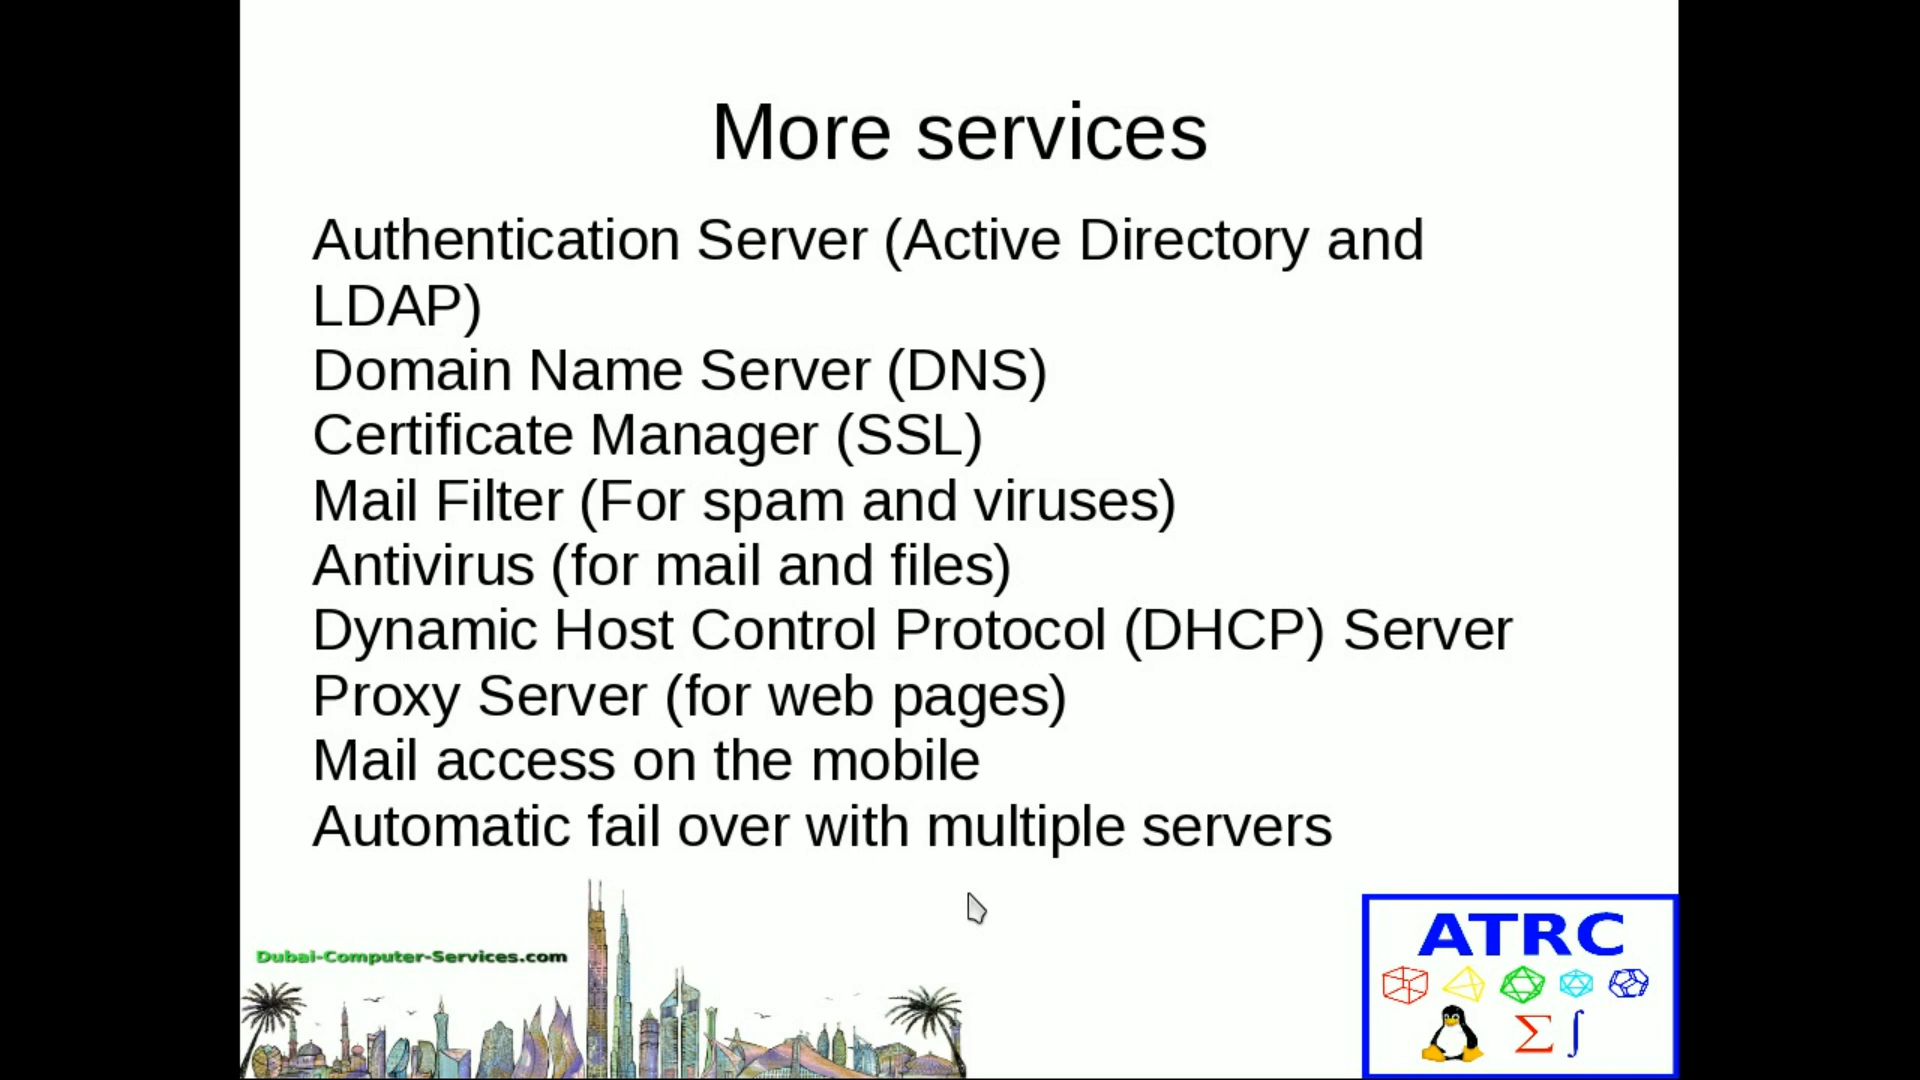 More services
Authentication Server (Active Directory and
LDAP)
Domain Name Server (DNS)
Certificate Manager (SSL)
Mail Filter (For spam and viruses)
Antivirus (for mail and files)
Dynamic Host Control Protocol (DHCP) Server
Proxy Server (for web pages)
Mail access on the mobile
Automatic fail over with multiple servers
Dubai-Computer-Services.com
ATRC
Σ ∫